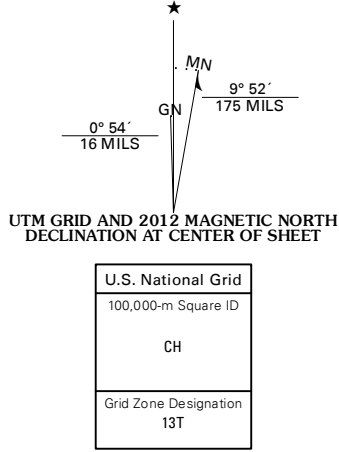 ★
MN
9° 52´
175 MILS
GN
0° 54´
16 MILS
UTM GRID AND 2012 MAGNETIC NORTH
DECLINATION AT CENTER OF SHEET
U.S. National Grid
100,000-m Square ID
CH
Grid Zone Designation
13T